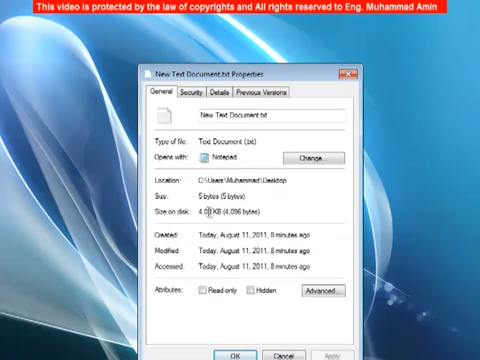 This video is protected by the law of copyrights and All rights reserved to Eng. Muhammad Amin
New Text Document.txt Properties
General Security Details Previous Versions
New Text Document.txt
Type of file: Text Document (.txt)
Opens with: Notepad Change...
Location: C:\Users\Muhammad\Desktop
Size: 5 bytes (5 bytes)
Size on disk: 4.00 KB (4,096 bytes)
Created: Today, August 11, 2011, 8 minutes ago
Modified: Today, August 11, 2011, 8 minutes ago
Accessed: Today, August 11, 2011, 8 minutes ago
Attributes: Read-only Hidden Advanced...
OK Cancel Apply